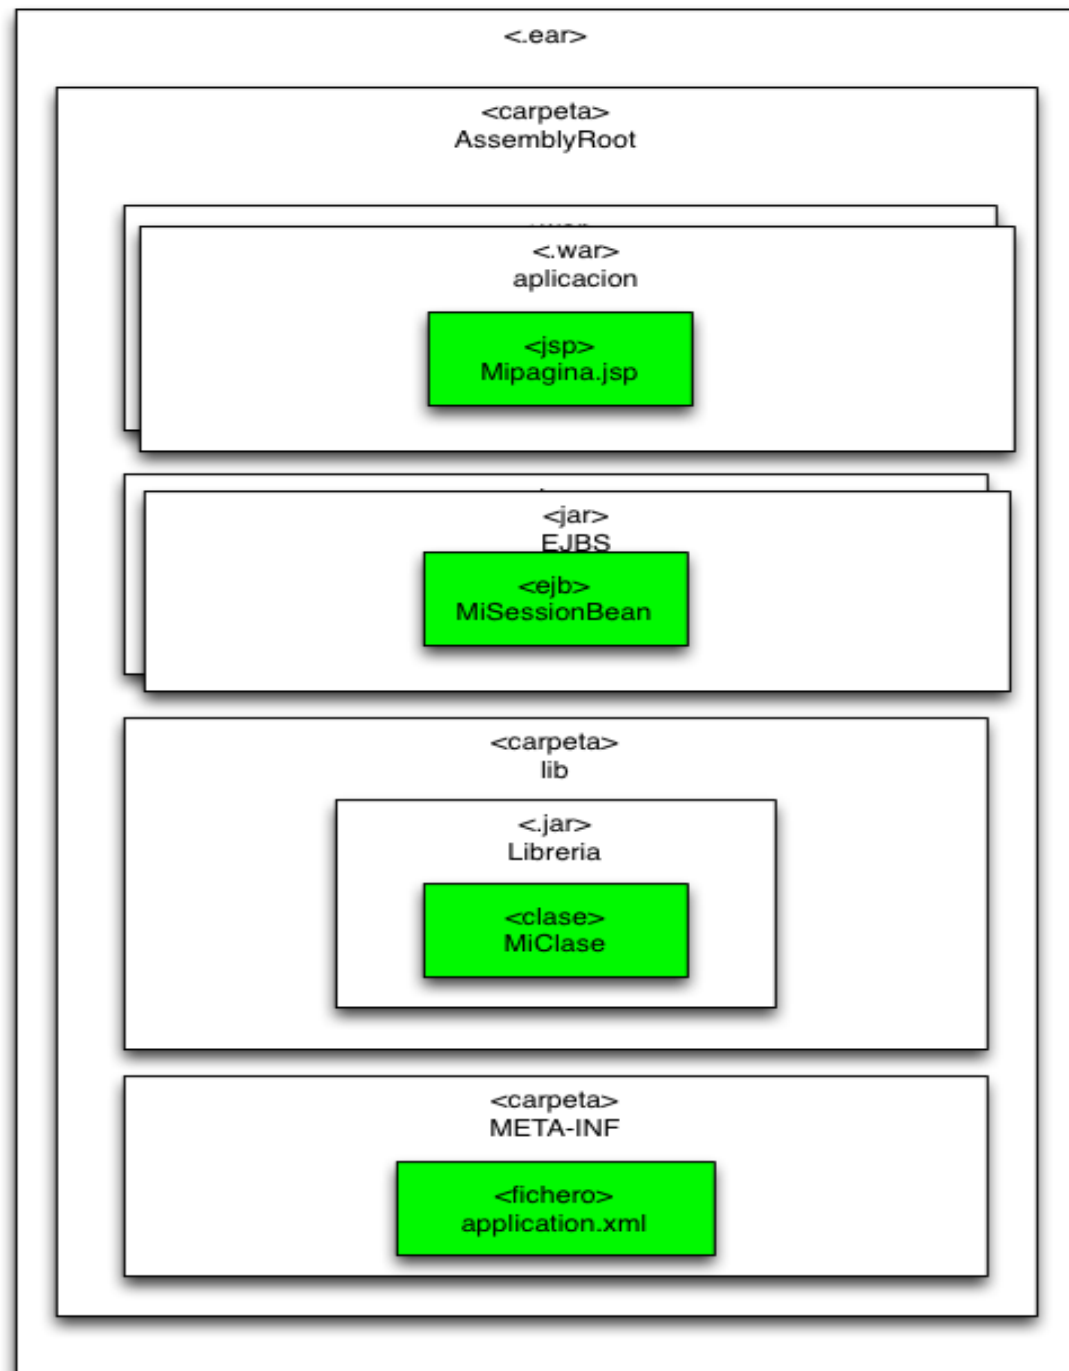 <.ear>
<carpeta>
AssemblyRoot
<.war>
aplicacion
<jsp>
Mipagina.jsp
<jar>
EJBS
<ejb>
MiSessionBean
<carpeta>
lib
<.jar>
Libreria
<clase>
MiClase
<carpeta>
META-INF
<fichero>
application.xml